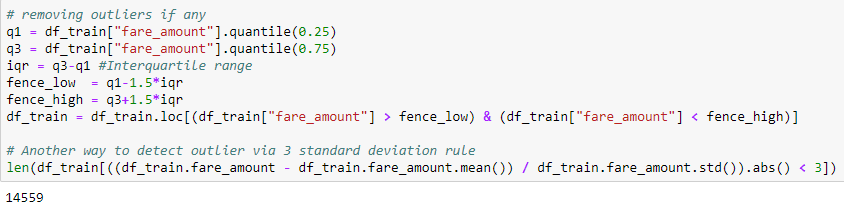 # removing outliers if any
q1 = df_train["fare_amount"].quantile(0.25)
q3 = df_train["fare_amount"].quantile(0.75)
iqr = q3-q1 #Interquartile range
fence_low  = q1-1.5*iqr
fence_high = q3+1.5*iqr
df_train = df_train.loc[(df_train["fare_amount"] > fence_low) & (df_train["fare_amount"] < fence_high)]
# Another way to detect outlier via 3 standard deviation rule
len(df_train[((df_train.fare_amount - df_train.fare_amount.mean()) / df_train.fare_amount.std()).abs() < 3])
14559